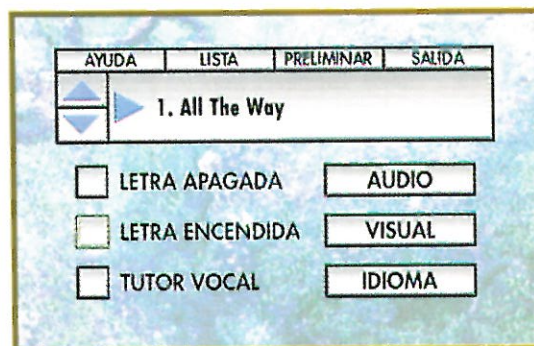 AYUDA LISTA PRELIMINAR SALIDA
1. All The Way
LETRA APAGADA AUDIO
LETRA ENCENDIDA VISUAL
TUTOR VOCAL IDIOMA